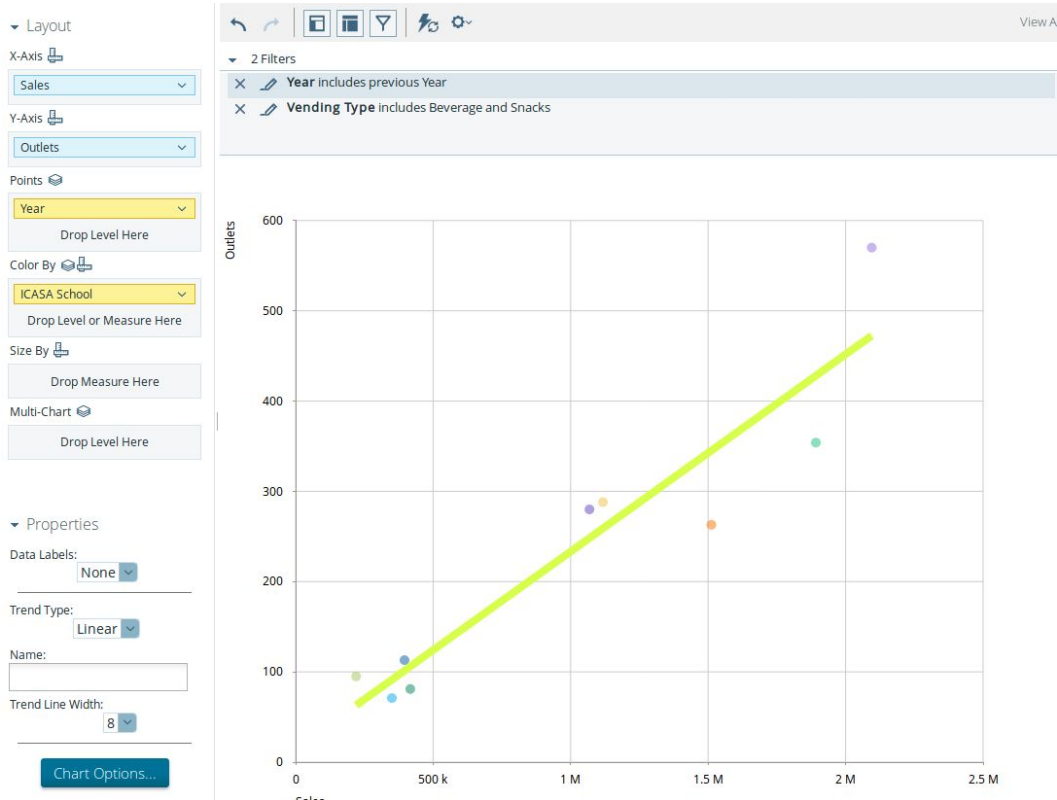 Layout
X-Axis
Sales
Y-Axis
Outlets
Points
Year
Drop Level Here
Color By
ICASA School
Drop Level or Measure Here
Size By
Drop Measure Here
Multi-Chart
Drop Level Here
Properties
Data Labels:
None
Trend Type:
Linear
Name:
Trend Line Width:
8
Chart Options...
View A
2 Filters
Year includes previous Year
Vending Type includes Beverage and Snacks
Outlets
600
500
400
300
200
100
0
0 500 k 1 M 1.5 M 2 M 2.5 M
Sales